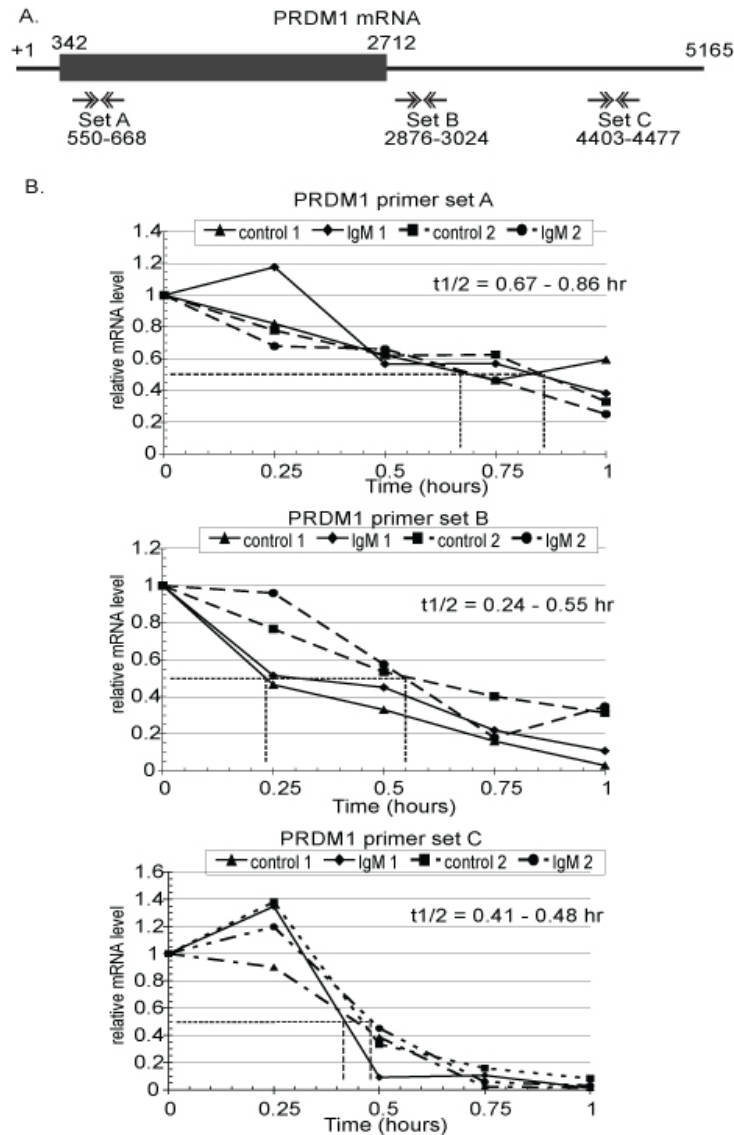 A.
PRDM1 mRNA
+1 342 2712 5165
Set A Set B Set C
550-668 2876-3024 4403-4477
B.
PRDM1 primer set A
control 1 IgM 1 control 2 IgM 2
t1/2 = 0.67 - 0.86 hr
relative mRNA level
1.4
1.2
1
0.8
0.6
0.4
0.2
0
0 0.25 0.5 0.75 1
Time (hours)
PRDM1 primer set B
control 1 IgM 1 control 2 IgM 2
t1/2 = 0.24 - 0.55 hr
relative mRNA level
1.2
1
0.8
0.6
0.4
0.2
0
0 0.25 0.5 0.75 1
Time (hours)
PRDM1 primer set C
control 1 IgM 1 control 2 IgM 2
t1/2 = 0.41 - 0.48 hr
relative mRNA level
1.6
1.4
1.2
1
0.8
0.6
0.4
0.2
0
0 0.25 0.5 0.75 1
Time (hours)